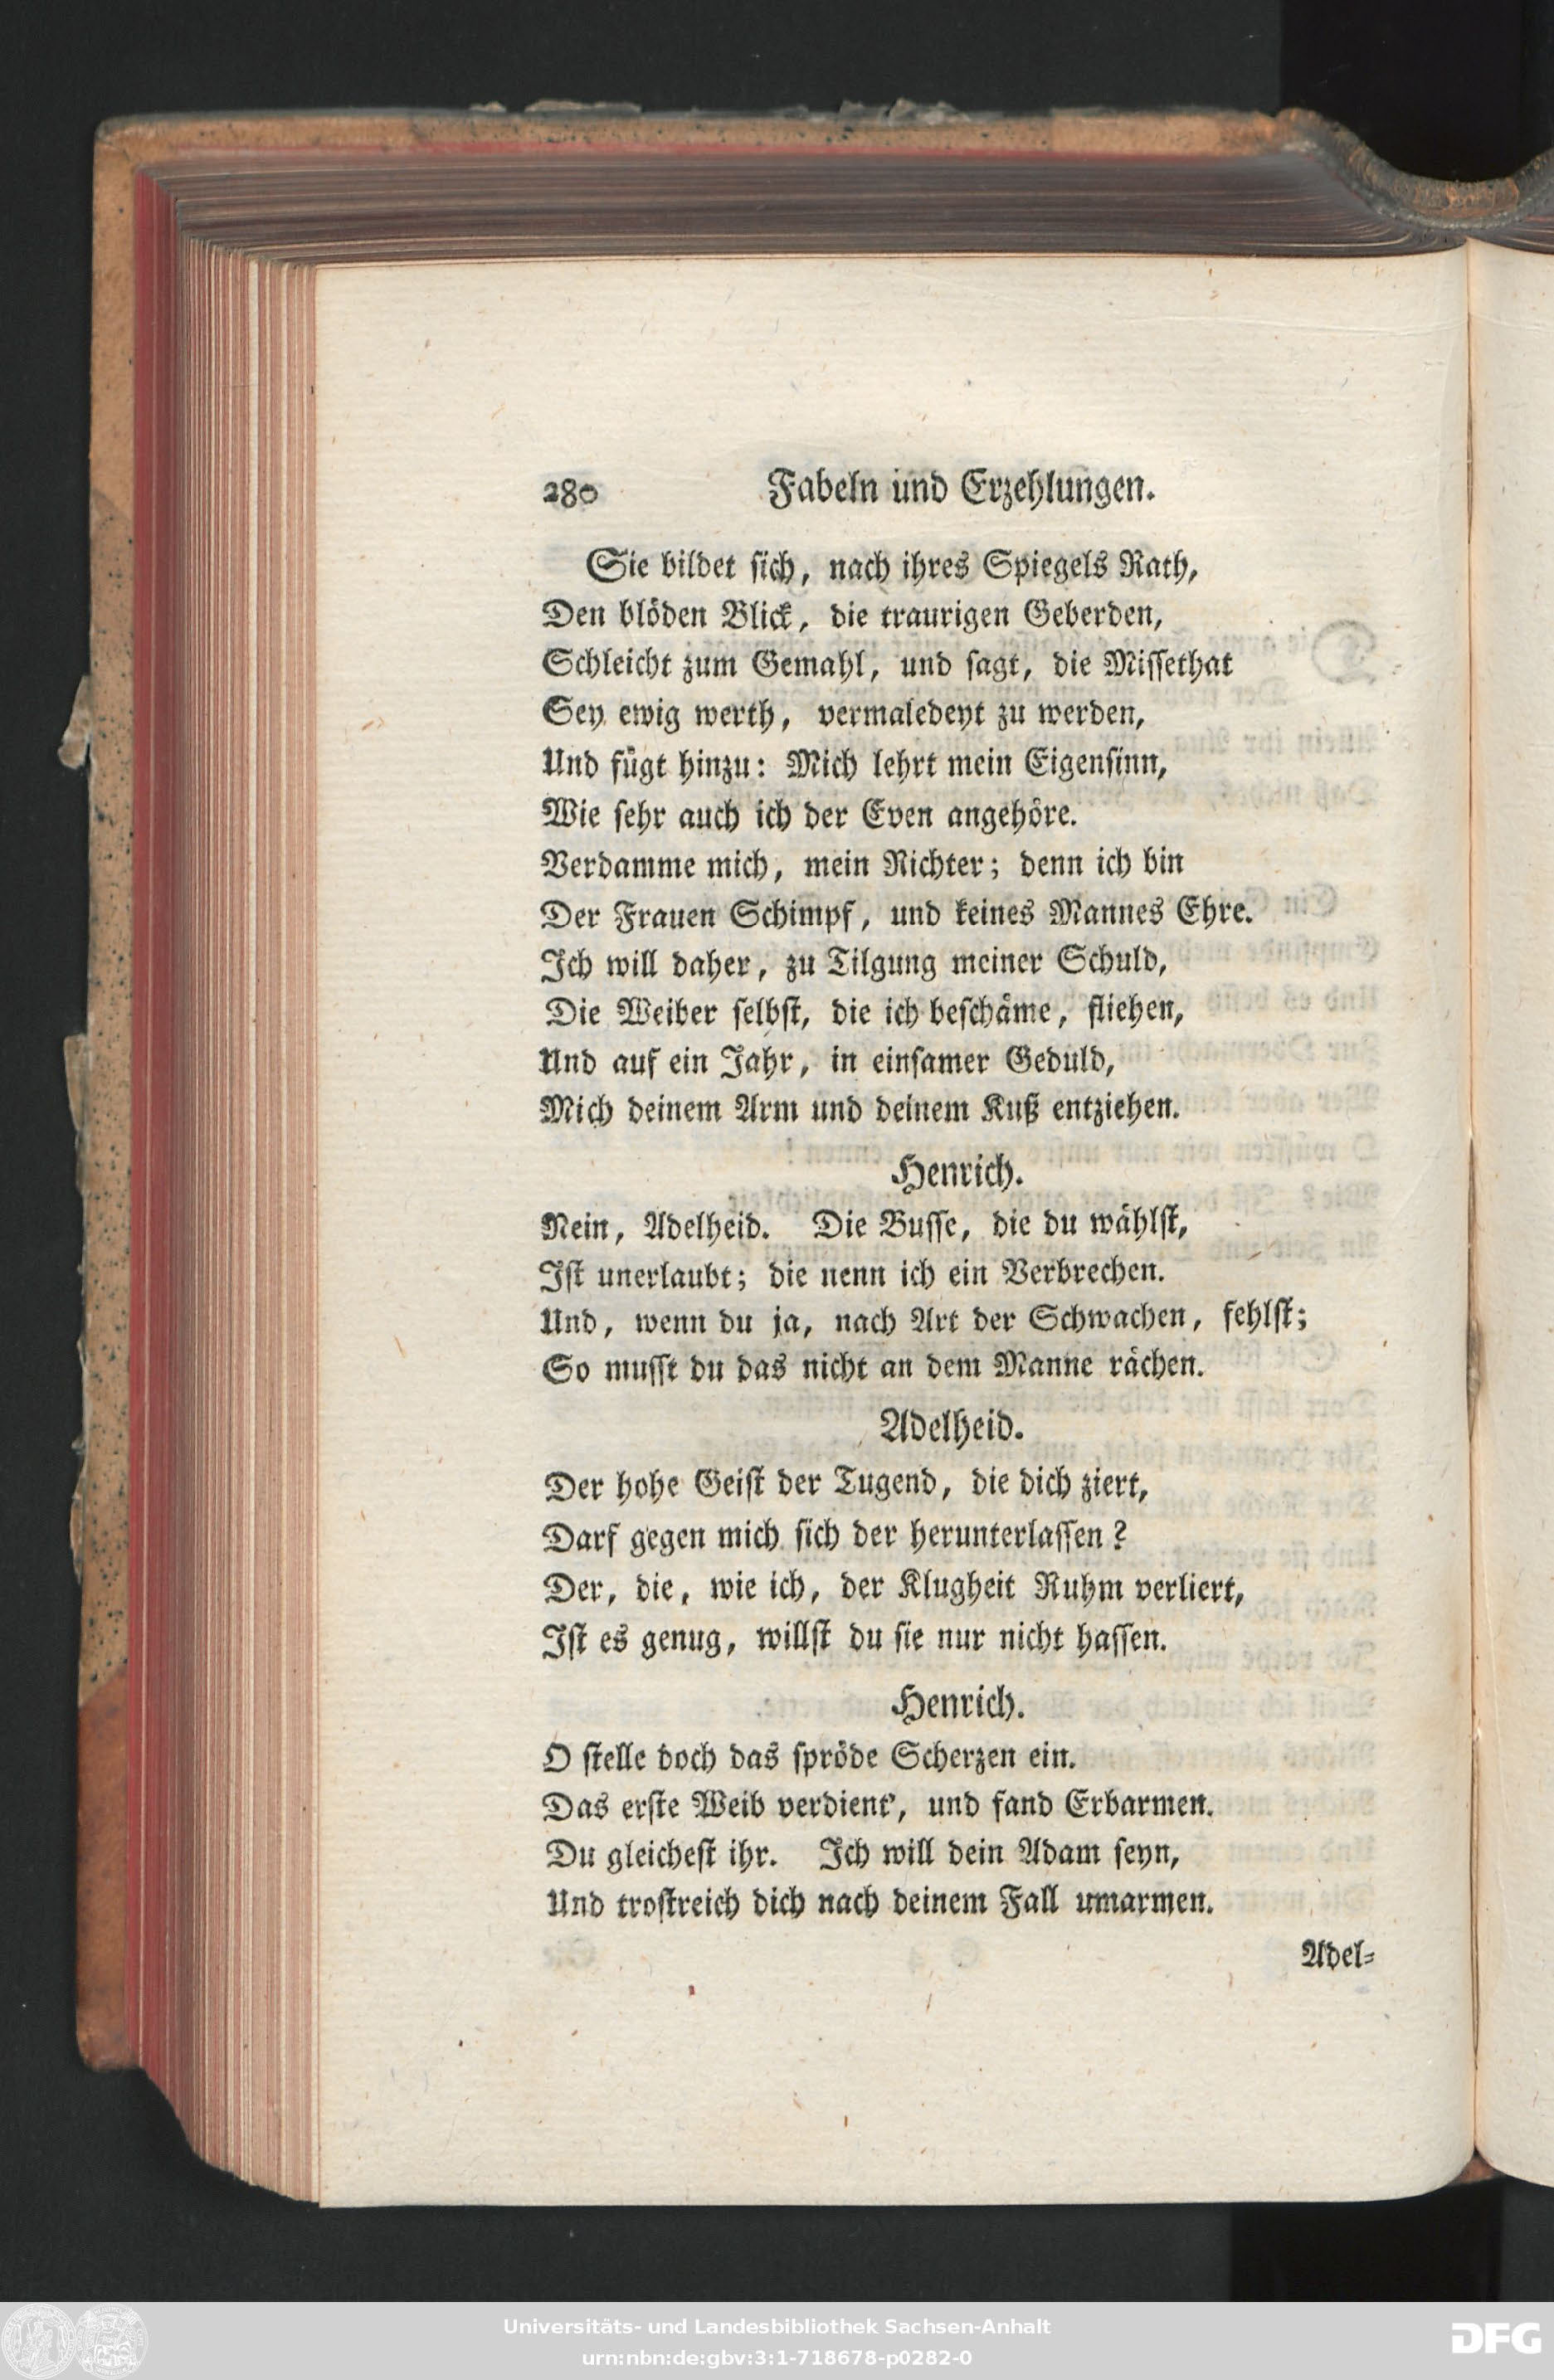 280 Fabeln und Erzehlungen.
Sie bildet ſich, nach ihres Spiegels Rath,
Den blöden Blick, die traurigen Geberden,
Schleicht zum Gemahl, und ſagt, die Miſſethat
Sey ewig werth, vermaledeyt zu werden,
Und fügt hinzu: Mich lehrt mein Eigenſinn,
Wie ſehr auch ich der Even angehöre.
Verdamme mich, mein Richter; denn ich bin
Der Frauen Schimpf, und keines Mannes Ehre.
Ich will daher, zu Tilgung meiner Schuld,
Die Weiber ſelbſt, die ich beſchäme, fliehen,
Und auf ein Jahr, in einſamer Geduld,
Mich deinem Arm und deinem Kuß entziehen.
Henrich.
Nein, Adelheid. Die Buſſe, die du wählſt,
Iſt unerlaubt; die nenn ich ein Verbrechen.
Und, wenn du ja, nach Art der Schwachen, fehlſt;
So muſſt du das nicht an dem Manne rächen.
Adelheid.
Der hohe Geiſt der Tugend, die dich ziert,
Darf gegen mich ſich der herunterlaſſen?
Der, die, wie ich, der Klugheit Ruhm verliert,
Iſt es genug, willſt du ſie nur nicht haſſen.
Henrich.
O ſtelle doch das ſpröde Scherzen ein.
Das erſte Weib verdient', und fand Erbarmen.
Du gleicheſt ihr. Ich will dein Adam ſeyn,
Und troſtreich dich nach deinem Fall umarmen.
Adel⸗
Universitäts- und Landesbibliothek Sachsen-Anhalt
urn:nbn:de:gbv:3:1-718678-p0282-0
DFG